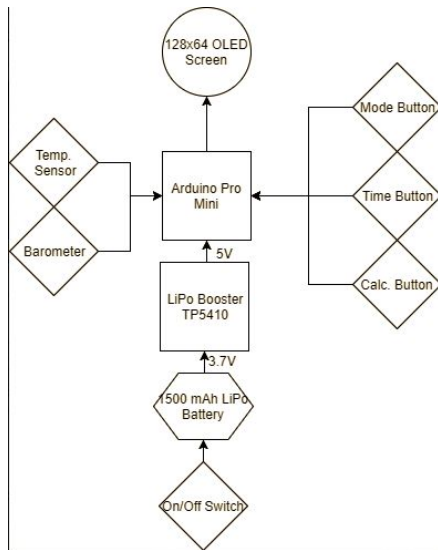 128x64 OLED
Screen
Mode Button
Temp.
Sensor
Arduino Pro
Mini
Time Button
Barometer
5V
Calc. Button
LiPo Booster
TP5410
3.7V
1500 mAh LiPo
Battery
On/Off Switch